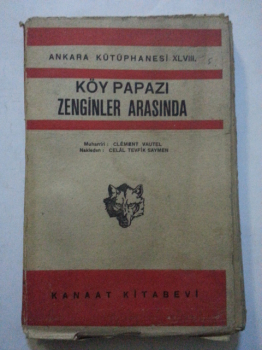 ANKARA KÜTÜPHANESİ XLVIII.
KÖY PAPAZI
ZENGİNLER ARASINDA
Muharriri : CLÉMENT VAUTEL
Nakleden : CELÂL TEVFİK SAYMEN
KANAAT KİTABEVİ